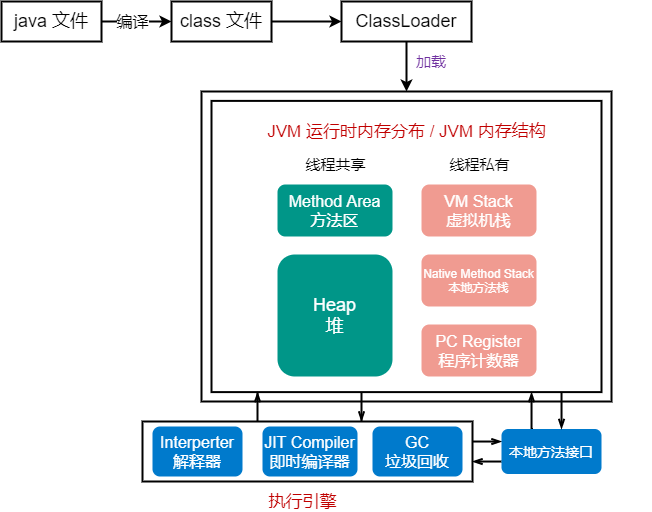 java 文件
编译
class 文件
ClassLoader
加载
JVM 运行时内存分布 / JVM 内存结构
线程共享
线程私有
Method Area
方法区
VM Stack
虚拟机栈
Heap
堆
Native Method Stack
本地方法栈
PC Register
程序计数器
Interperter
解释器
JIT Compiler
即时编译器
GC
垃圾回收
本地方法接口
执行引擎